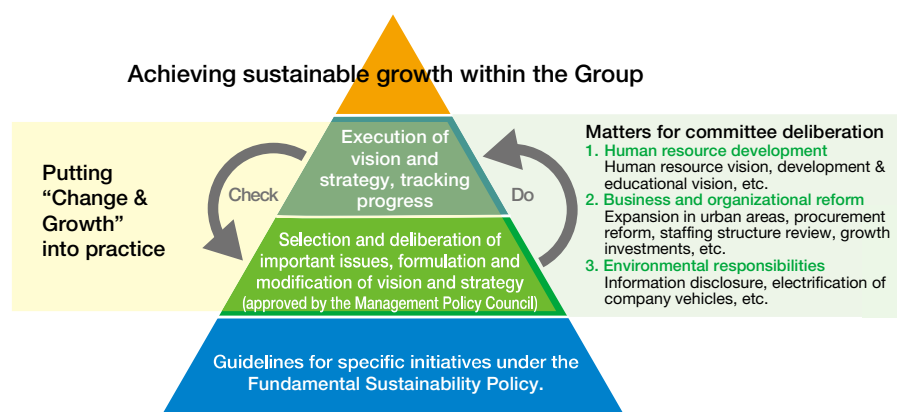 Achieving sustainable growth within the Group
Putting
“Change &
Growth”
into practice
Check
Execution of
vision and
strategy, tracking
progress
Do
Selection and deliberation of
important issues, formulation and
modification of vision and strategy
(approved by the Management Policy Council)
Guidelines for specific initiatives under the
Fundamental Sustainability Policy.
Matters for committee deliberation
1. Human resource development
Human resource vision, development &
educational vision, etc.
2. Business and organizational reform
Expansion in urban areas, procurement
reform, staffing structure review, growth
investments, etc.
3. Environmental responsibilities
Information disclosure, electrification of
company vehicles, etc.